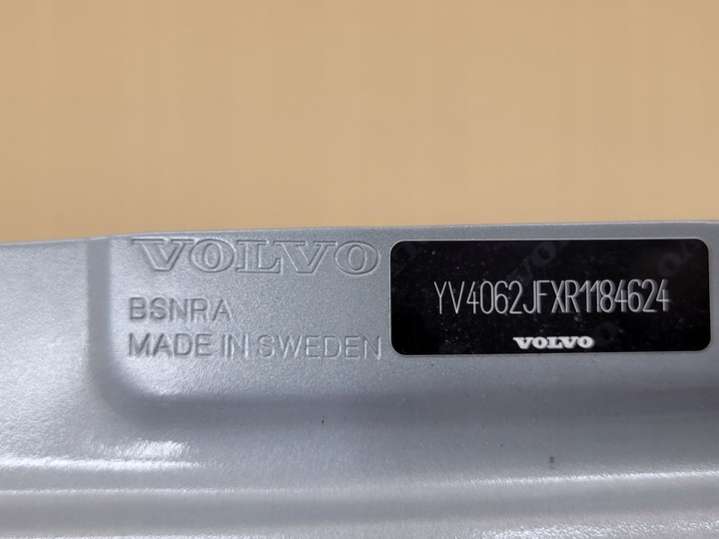 VOLVO
BSNRA
MADE IN SWEDEN
YV4062JFXR1184624
VOLVO